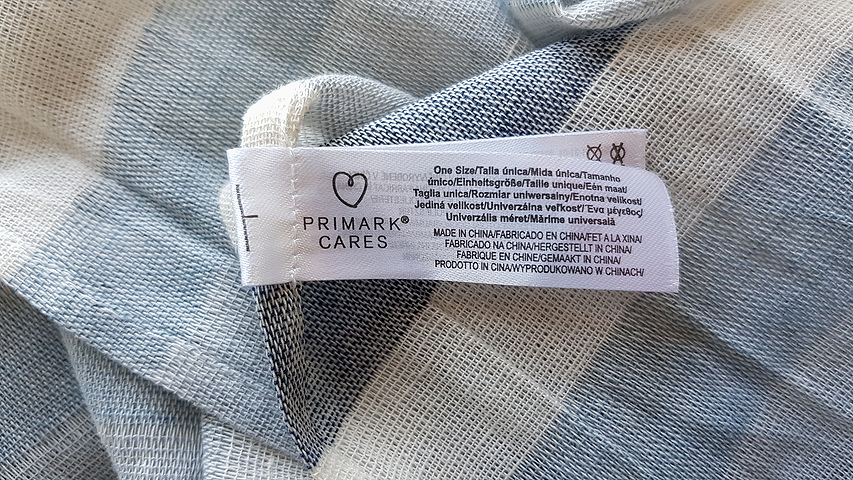 PRIMARK®
CARES
One Size/Talla única/Mida única/Tamanho
único/Einheitsgröße/Taille unique/Eén maat/
Taglia unica/Rozmiar uniwersalny/Enotna velikost/
Jediná velikost/Univerzálna veľkosť/Ένα μέγεθος/
Univerzális méret/Mărime universală
MADE IN CHINA/FABRICADO EN CHINA/FET A LA XINA/
FABRICADO NA CHINA/HERGESTELLT IN CHINA/
FABRIQUE EN CHINE/GEMAAKT IN CHINA/
PRODOTTO IN CINA/WYPRODUKOWANO W CHINACH/